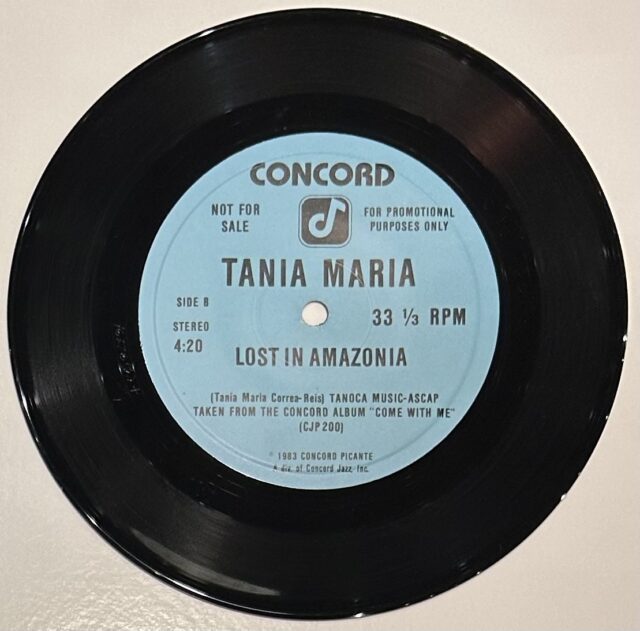 CONCORD
NOT FOR
SALE
FOR PROMOTIONAL
PURPOSES ONLY
TANIA MARIA
SIDE B
STEREO
4:20
33 ⅓ RPM
LOST IN AMAZONIA
(Tania Maria Correa-Reis) TANOCA MUSIC-ASCAP
TAKEN FROM THE CONCORD ALBUM "COME WITH ME"
(CJP 200)
℗ 1983 CONCORD PICANTE
A div. of Concord Jazz, Inc.